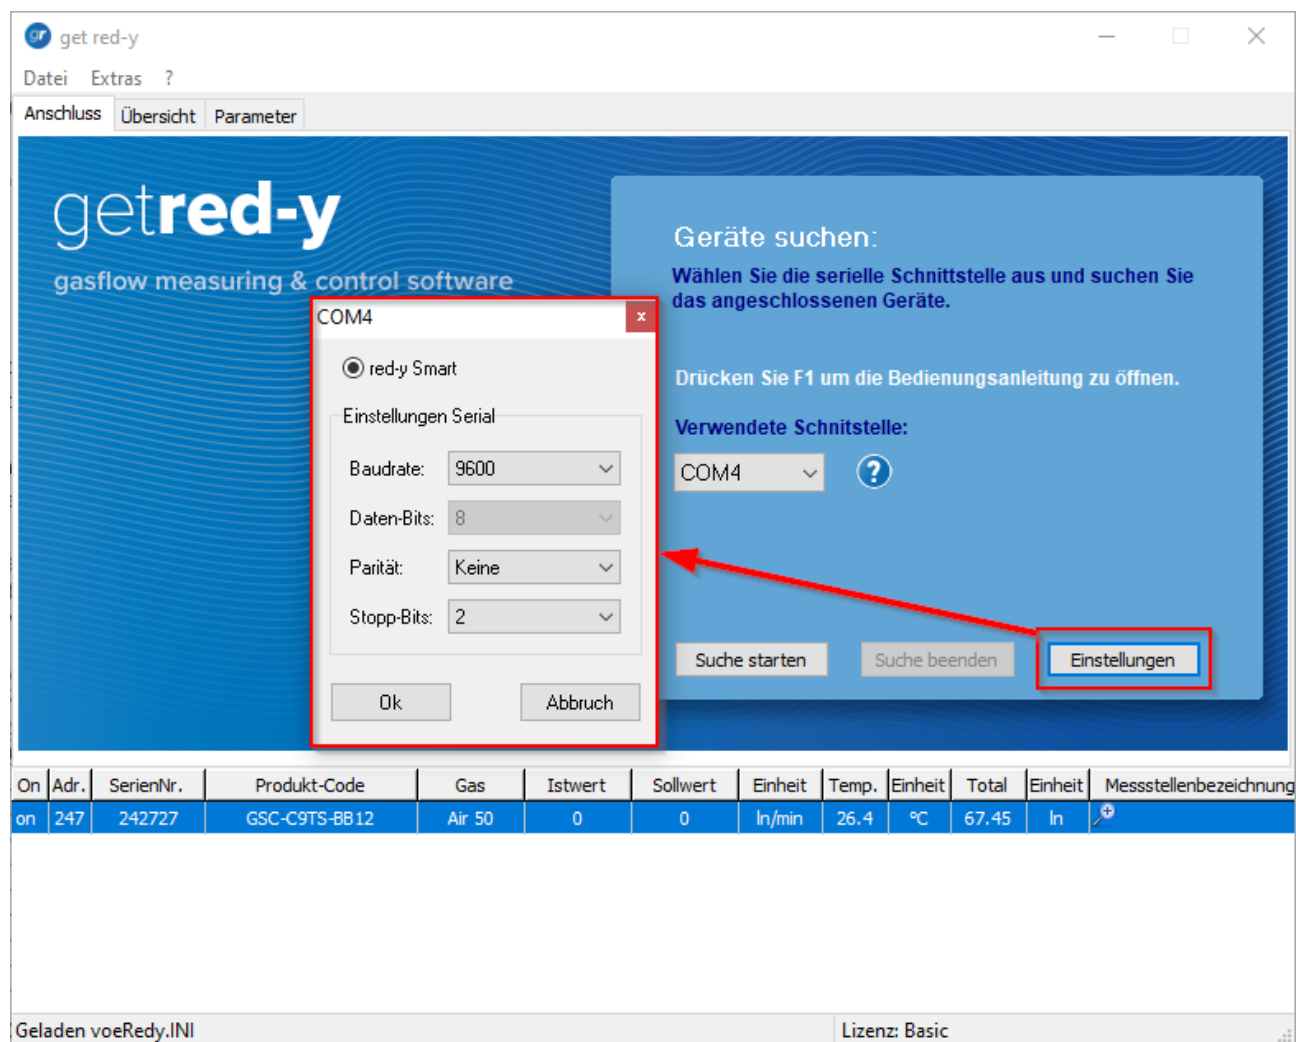 gr get red-y
Datei Extras ?
Anschluss Übersicht Parameter
getred-y
gasflow measuring & control software
Geräte suchen:
Wählen Sie die serielle Schnittstelle aus und suchen Sie
das angeschlossenen Geräte.
Drücken Sie F1 um die Bedienungsanleitung zu öffnen.
Verwendete Schnitstelle:
COM4 ?
Suche starten Suche beenden Einstellungen
COM4 x
red-y Smart
Einstellungen Serial
Baudrate: 9600
Daten-Bits: 8
Parität: Keine
Stopp-Bits: 2
Ok Abbruch
On Adr. SerienNr. Produkt-Code Gas Istwert Sollwert Einheit Temp. Einheit Total Einheit Messstellenbezeichnung
on 247 242727 GSC-C9TS-BB12 Air 50 0 0 ln/min 26.4 °C 67.45 ln
Geladen voeRedy.INI Lizenz: Basic